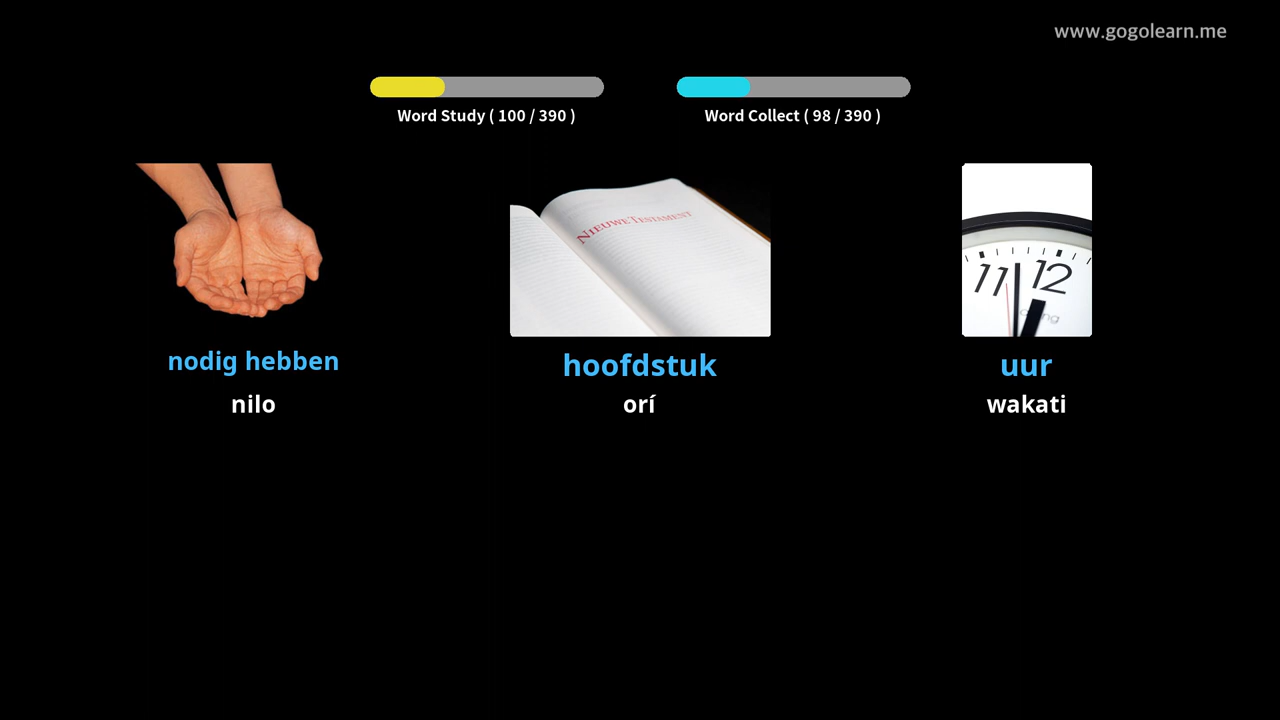 www.gogolearn.me
Word Study ( 100 / 390 )
Word Collect ( 98 / 390 )
NIEUWE TESTAMENT
11 12
nodig hebben
hoofdstuk
uur
nilo
orí
wakati